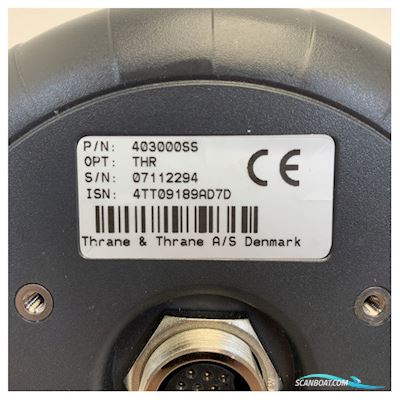 P/N: 403000SS
OPT: THR
S/N: 07112294
ISN: 4TT09189AD7D
CE
Thrane & Thrane A/S Denmark
SCANBOAT.COM